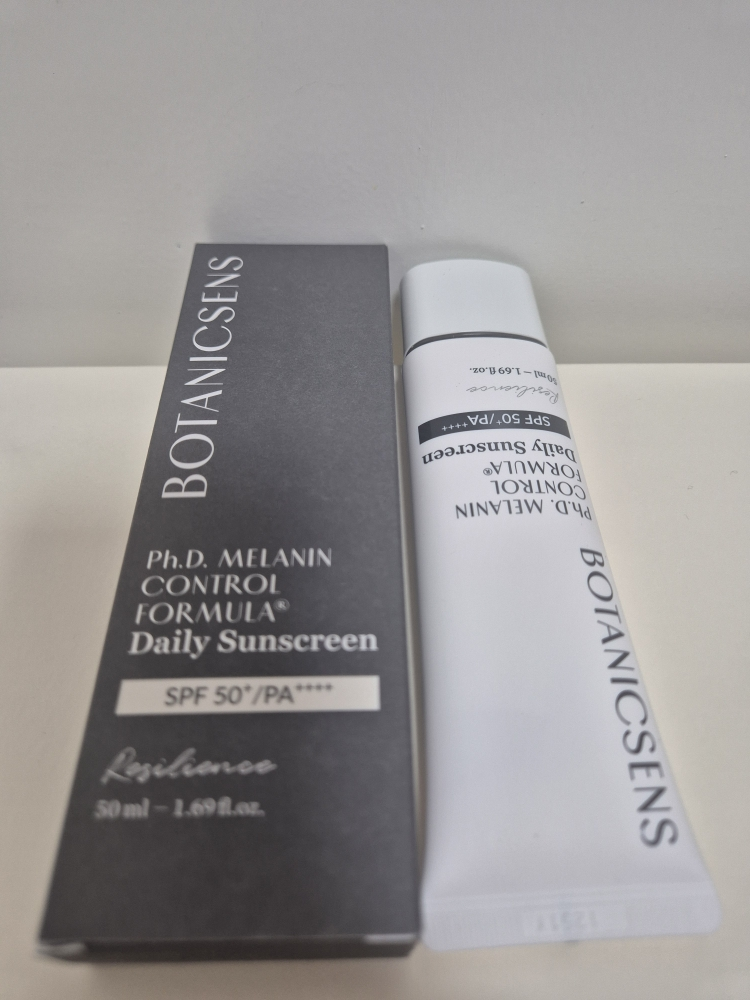 BOTANICSENS
Ph.D. MELANIN
CONTROL
FORMULA®
Daily Sunscreen
SPF 50+/PA++++
Resilience
50 ml – 1.69 fl.oz.
BOTANICSENS
Ph.D. MELANIN
CONTROL
FORMULA®
Daily Sunscreen
SPF 50+/PA++++
Resilience
50 ml – 1.69 fl.oz.